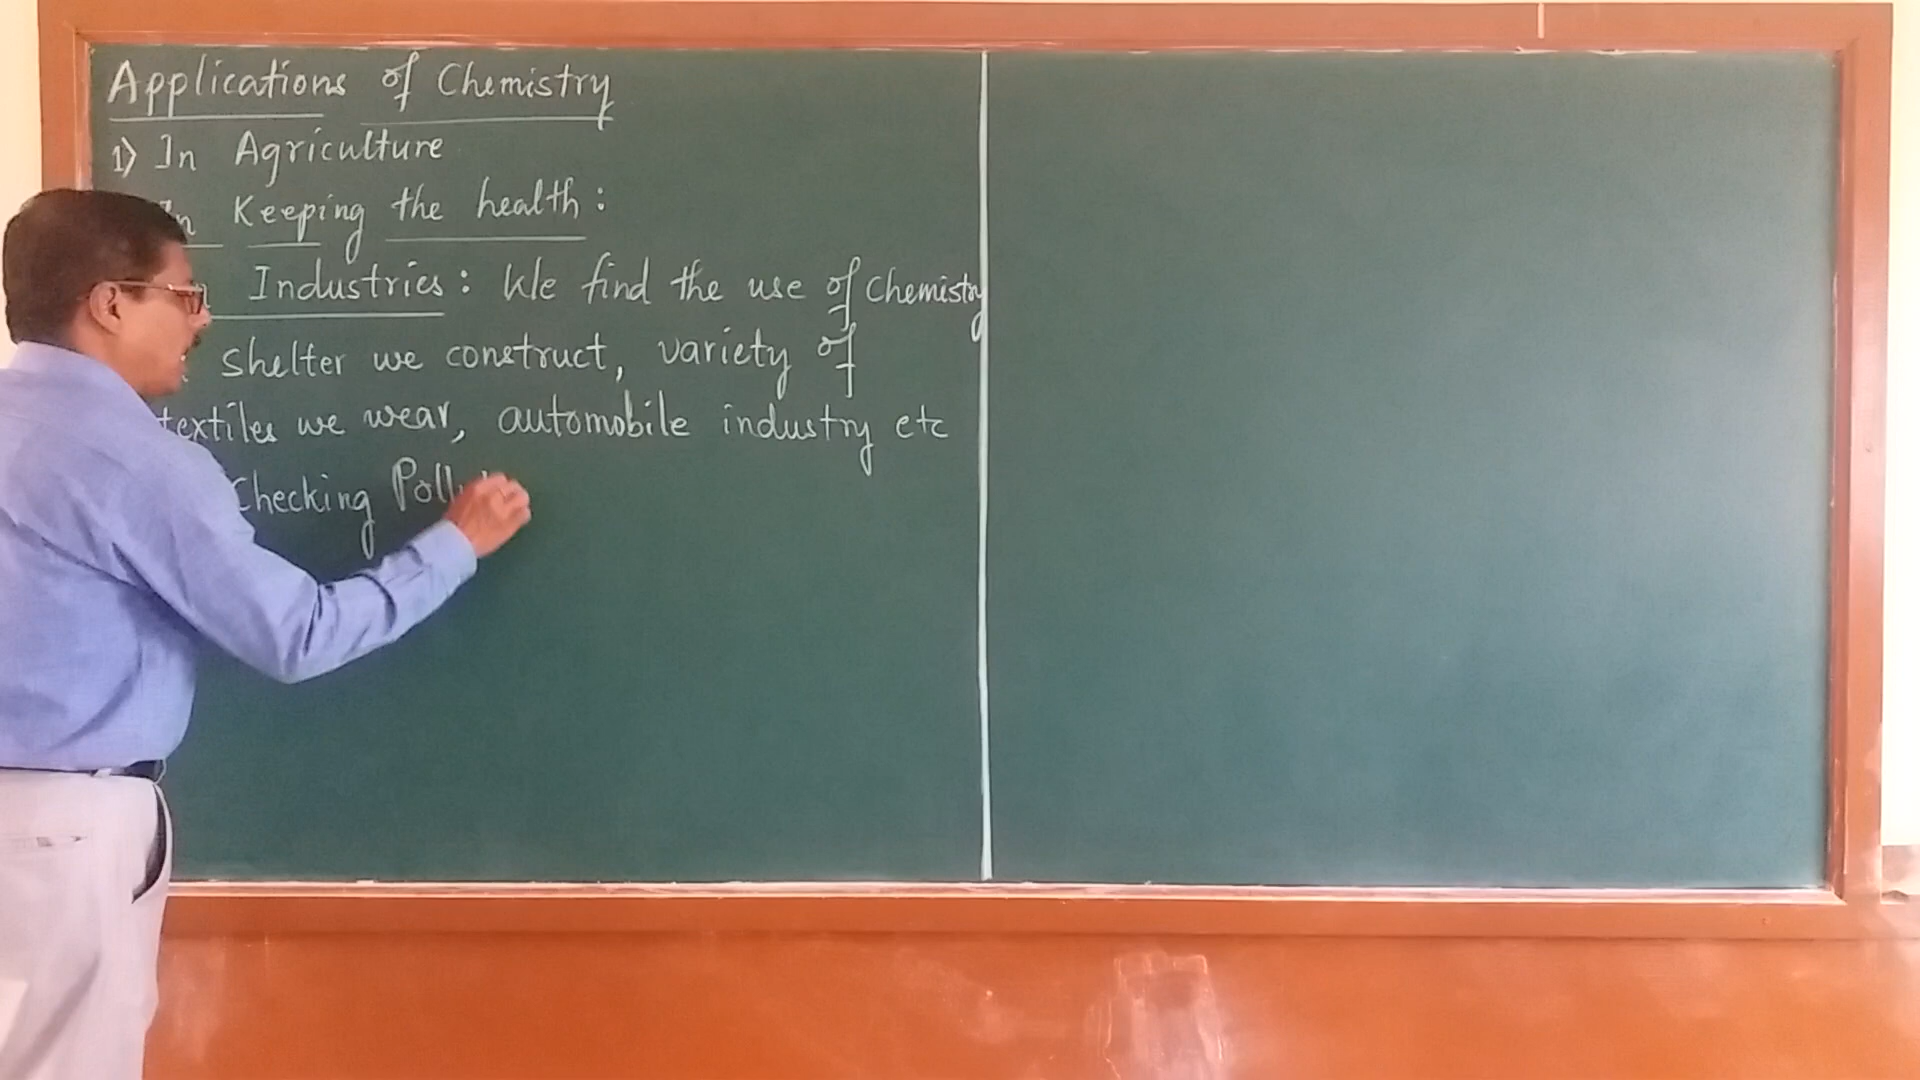 Applications of Chemistry
1) In Agriculture
In Keeping the health :
Industries : We find the use of Chemistry
shelter we construct, variety of
textiles we wear, automobile industry etc
Checking